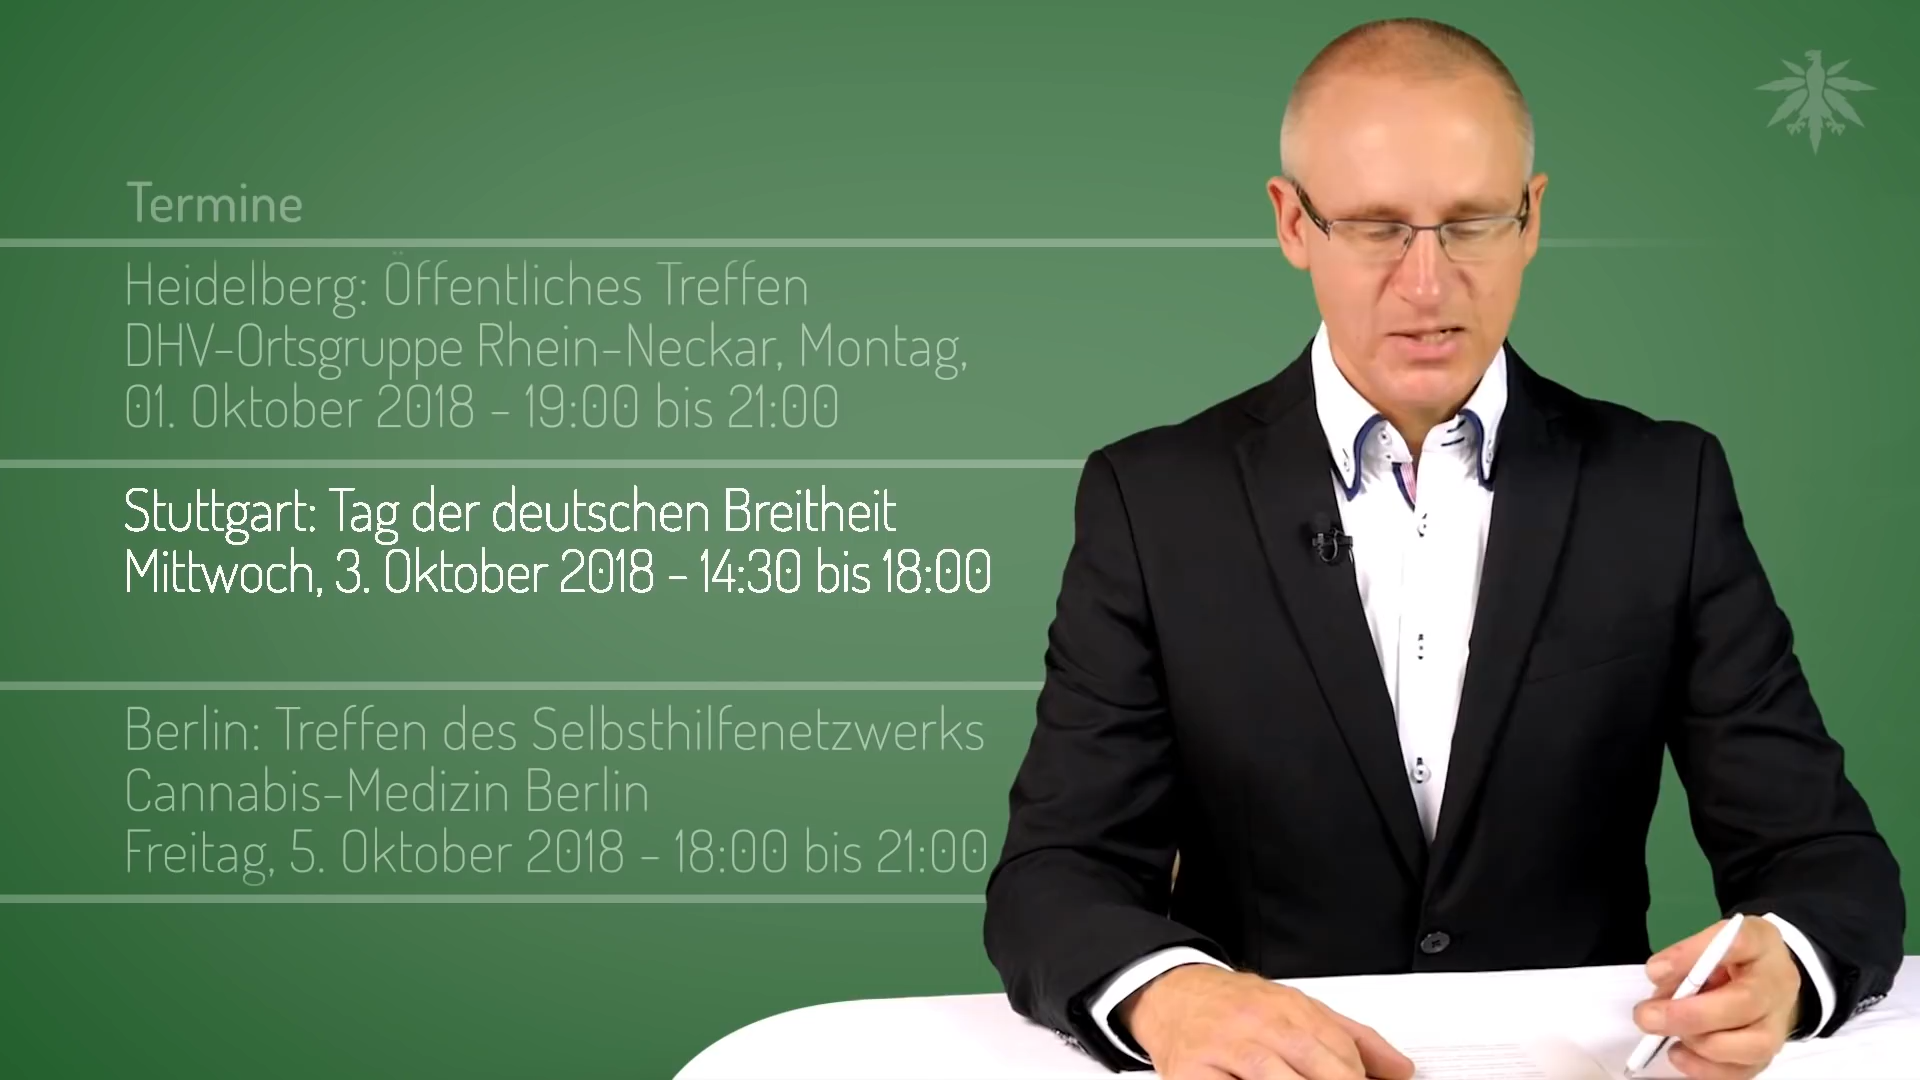 Termine
Heidelberg: Öffentliches Treffen
DHV-Ortsgruppe Rhein-Neckar, Montag,
01. Oktober 2018 - 19:00 bis 21:00
Stuttgart: Tag der deutschen Breitheit
Mittwoch, 3. Oktober 2018 - 14:30 bis 18:00
Berlin: Treffen des Selbsthilfenetzwerks
Cannabis-Medizin Berlin
Freitag, 5. Oktober 2018 - 18:00 bis 21:00